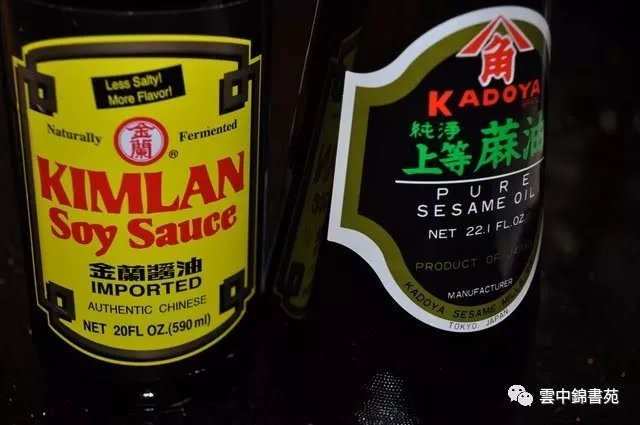 Less Salty!
More Flavor!
Naturally
Fermented
金蘭
®
KIMLAN
Soy Sauce
金蘭醬油
IMPORTED
AUTHENTIC CHINESE
NET 20FL OZ.(590ml)
角
KADOYA
純淨
上等蔴油
PURE
SESAME OIL
NET 22.1 FL.OZ.
PRODUCT OF JAPAN
MANUFACTURER
KADOYA SESAME
TOKYO, JAPAN
雲中錦書苑